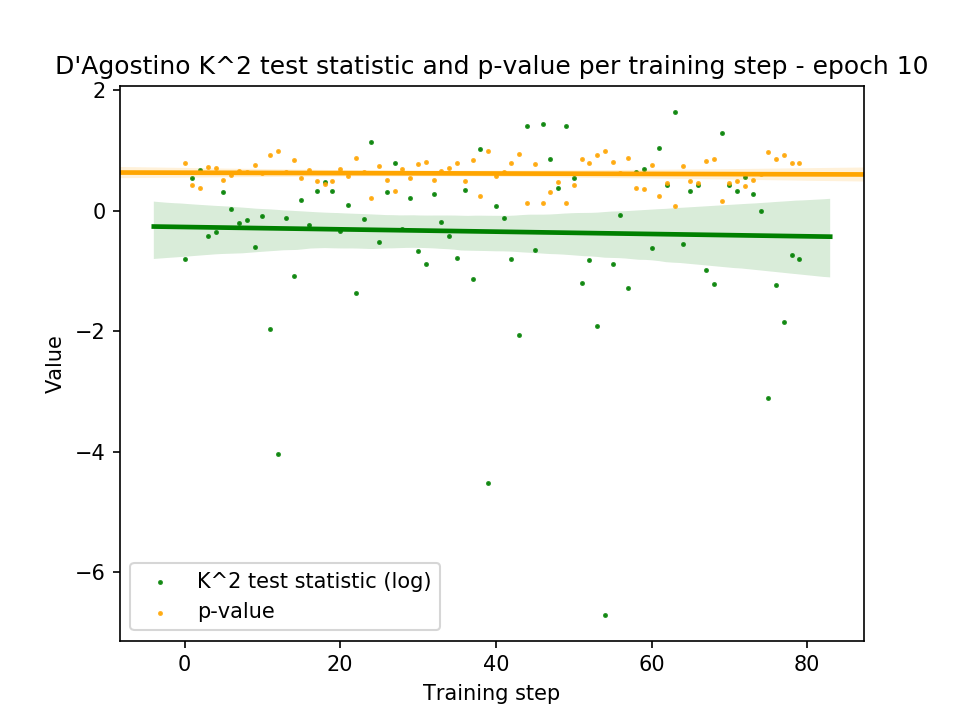 D'Agostino K^2 test statistic and p-value per training step - epoch 10
Value
2
0
−2
−4
−6
K^2 test statistic (log)
p-value
0
20
40
60
80
Training step